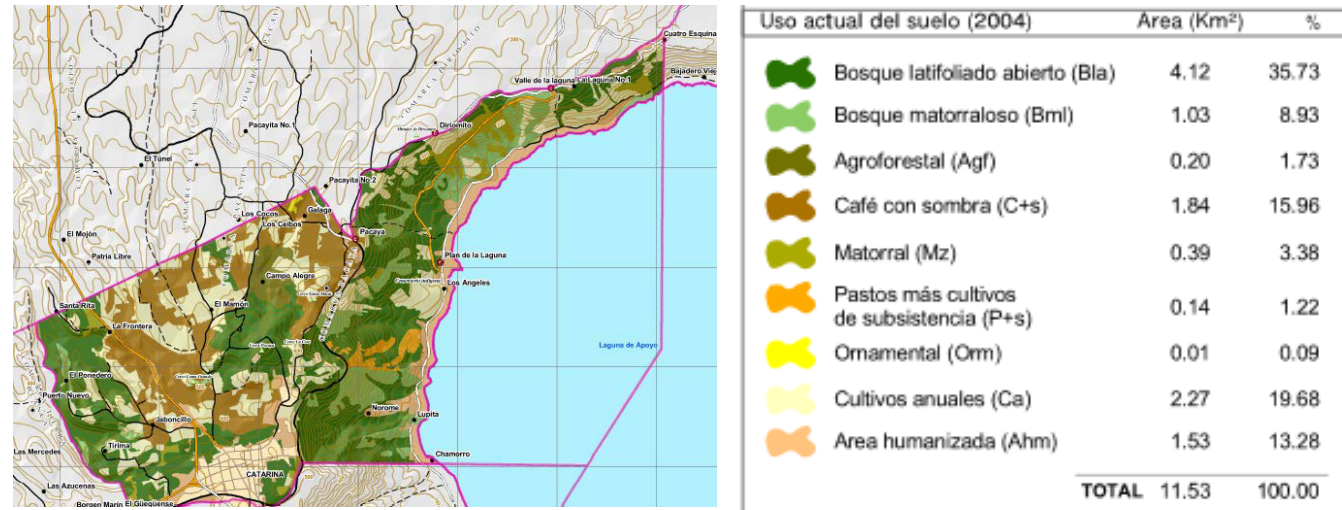 Cuatro Esquina
Bajadero Viej
Valle de la laguna
La Laguna No.1
Diriomito
Pacayita No.1
El Túnel
Pacayita No.2
Los Cocos
Galaga
Los Ceibos
Pacaya
El Mojón
Patria Libre
Plan de la Laguna
Campo Alegre
Los Angeles
El Mamón
Santa Rita
La Frontera
Laguna de Apoyo
El Ponedero
Puerto Nuevo
Norome
Lupita
Jaboncillo
Tirima
Las Mercedes
Chamorro
CATARINA
Las Azucenas
Borgen Marin
El Güegüense
Uso actual del suelo (2004) Area (Km²) %
Bosque latifoliado abierto (Bla) 4.12 35.73
Bosque matorraloso (Bml) 1.03 8.93
Agroforestal (Agf) 0.20 1.73
Café con sombra (C+s) 1.84 15.96
Matorral (Mz) 0.39 3.38
Pastos más cultivos
de subsistencia (P+s) 0.14 1.22
Ornamental (Orm) 0.01 0.09
Cultivos anuales (Ca) 2.27 19.68
Area humanizada (Ahm) 1.53 13.28
TOTAL 11.53 100.00